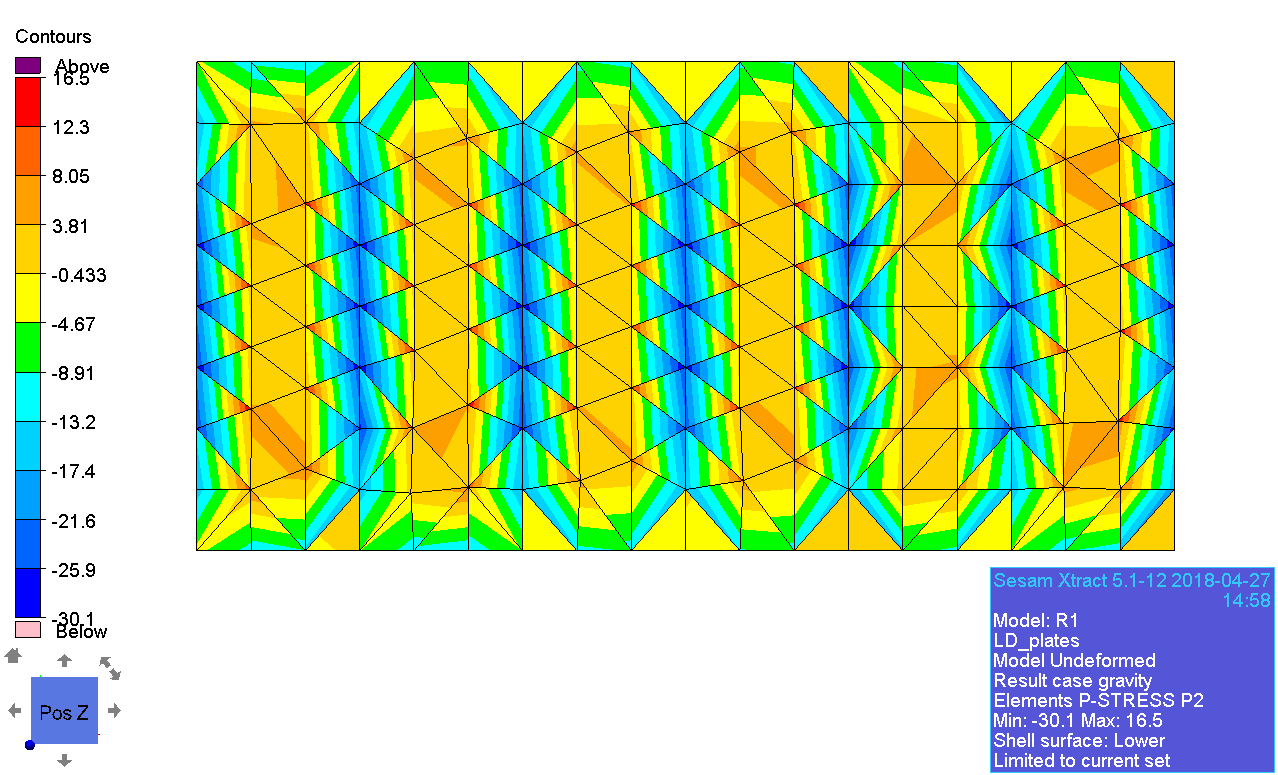 Contours
Above
16.5
12.3
8.05
3.81
-0.433
-4.67
-8.91
-13.2
-17.4
-21.6
-25.9
-30.1
Below
Pos Z
Sesam Xtract 5.1-12 2018-04-27
14:58
Model: R1
LD_plates
Model Undeformed
Result case gravity
Elements P-STRESS P2
Min: -30.1 Max: 16.5
Shell surface: Lower
Limited to current set